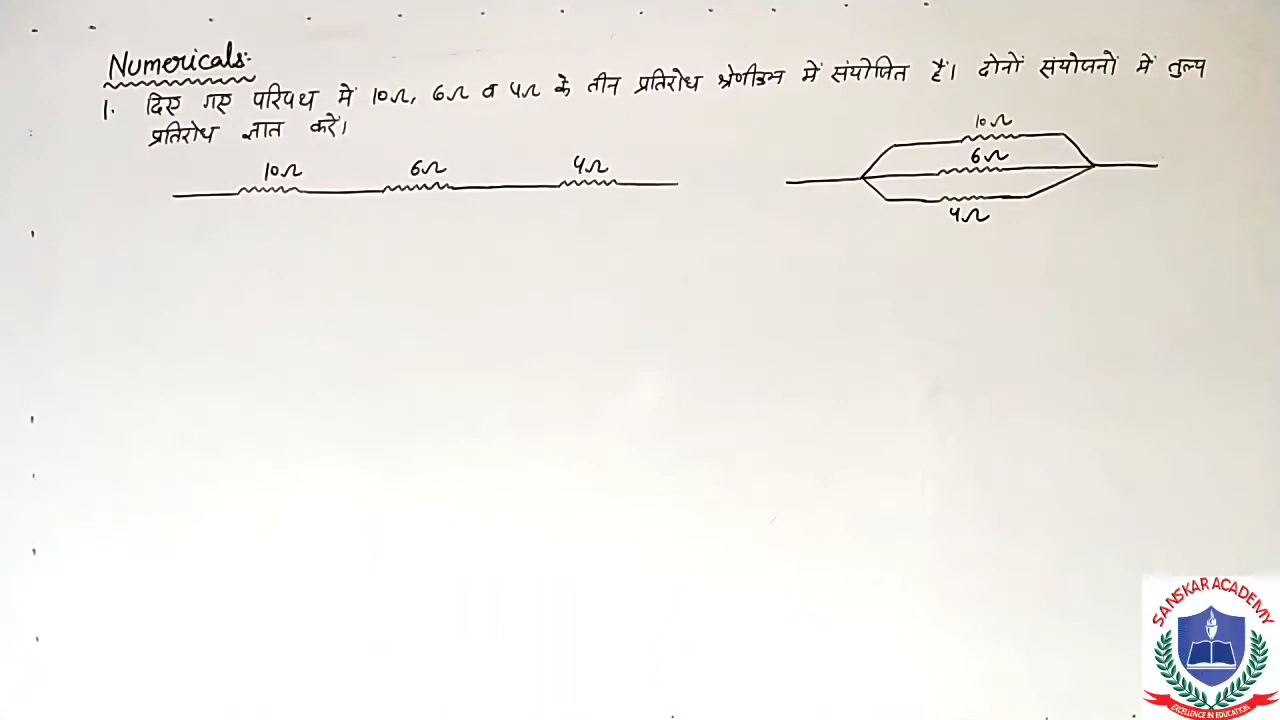 Numericals:
1. दिए गए परिपथ में 10Ω, 6Ω व 4Ω के तीन प्रतिरोध श्रेणीक्रम में संयोजित है। दोनों संयोजनों में तुल्य
प्रतिरोध ज्ञात करें।
10Ω 6Ω 4Ω
10Ω
6Ω
4Ω
SANSKAR ACADEMY
EXCELLENCE IN EDUCATION